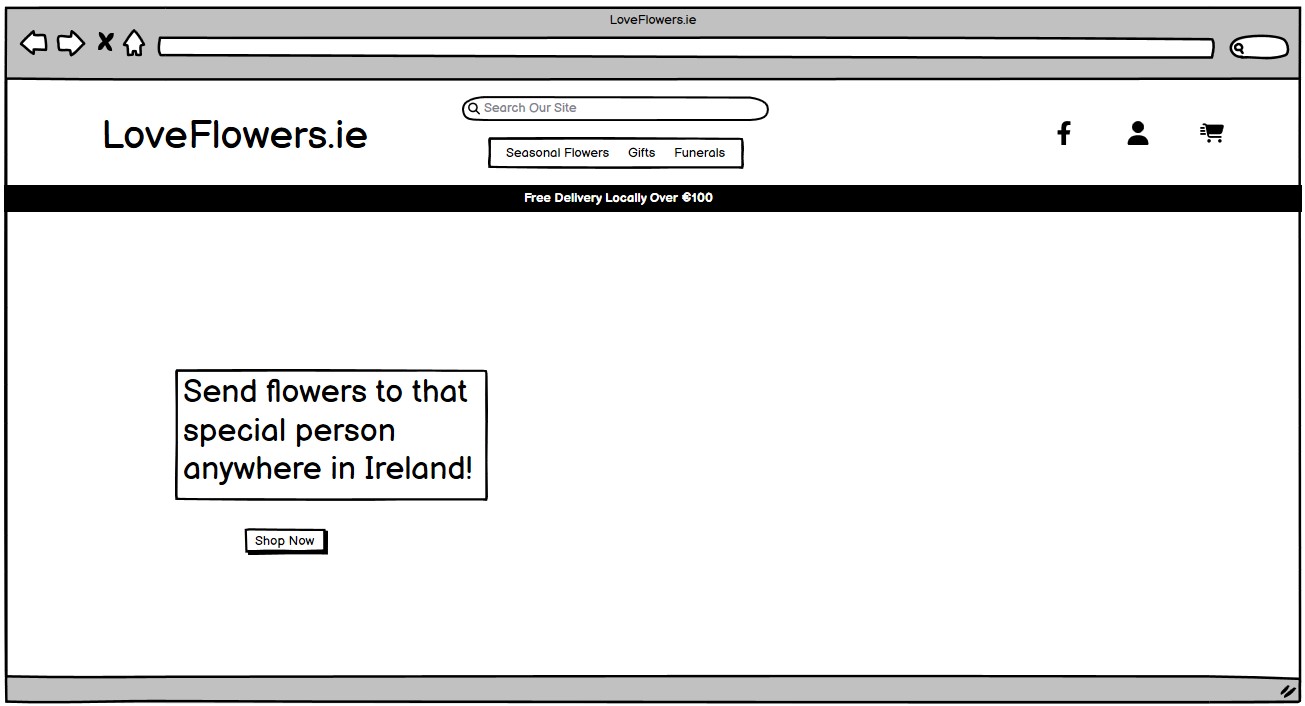 LoveFlowers.ie
Search Our Site
LoveFlowers.ie
Seasonal Flowers Gifts Funerals
Free Delivery Locally Over €100
Send flowers to that
special person
anywhere in Ireland!
Shop Now